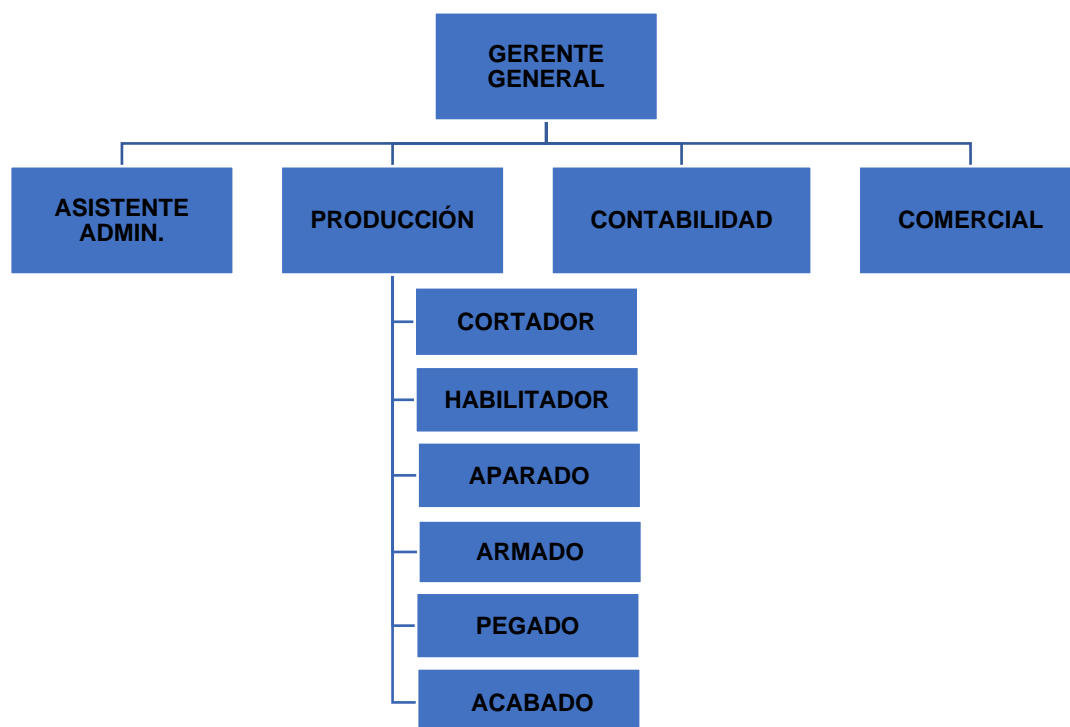 GERENTE
GENERAL
ASISTENTE
ADMIN.
PRODUCCIÓN
CONTABILIDAD
COMERCIAL
CORTADOR
HABILITADOR
APARADO
ARMADO
PEGADO
ACABADO